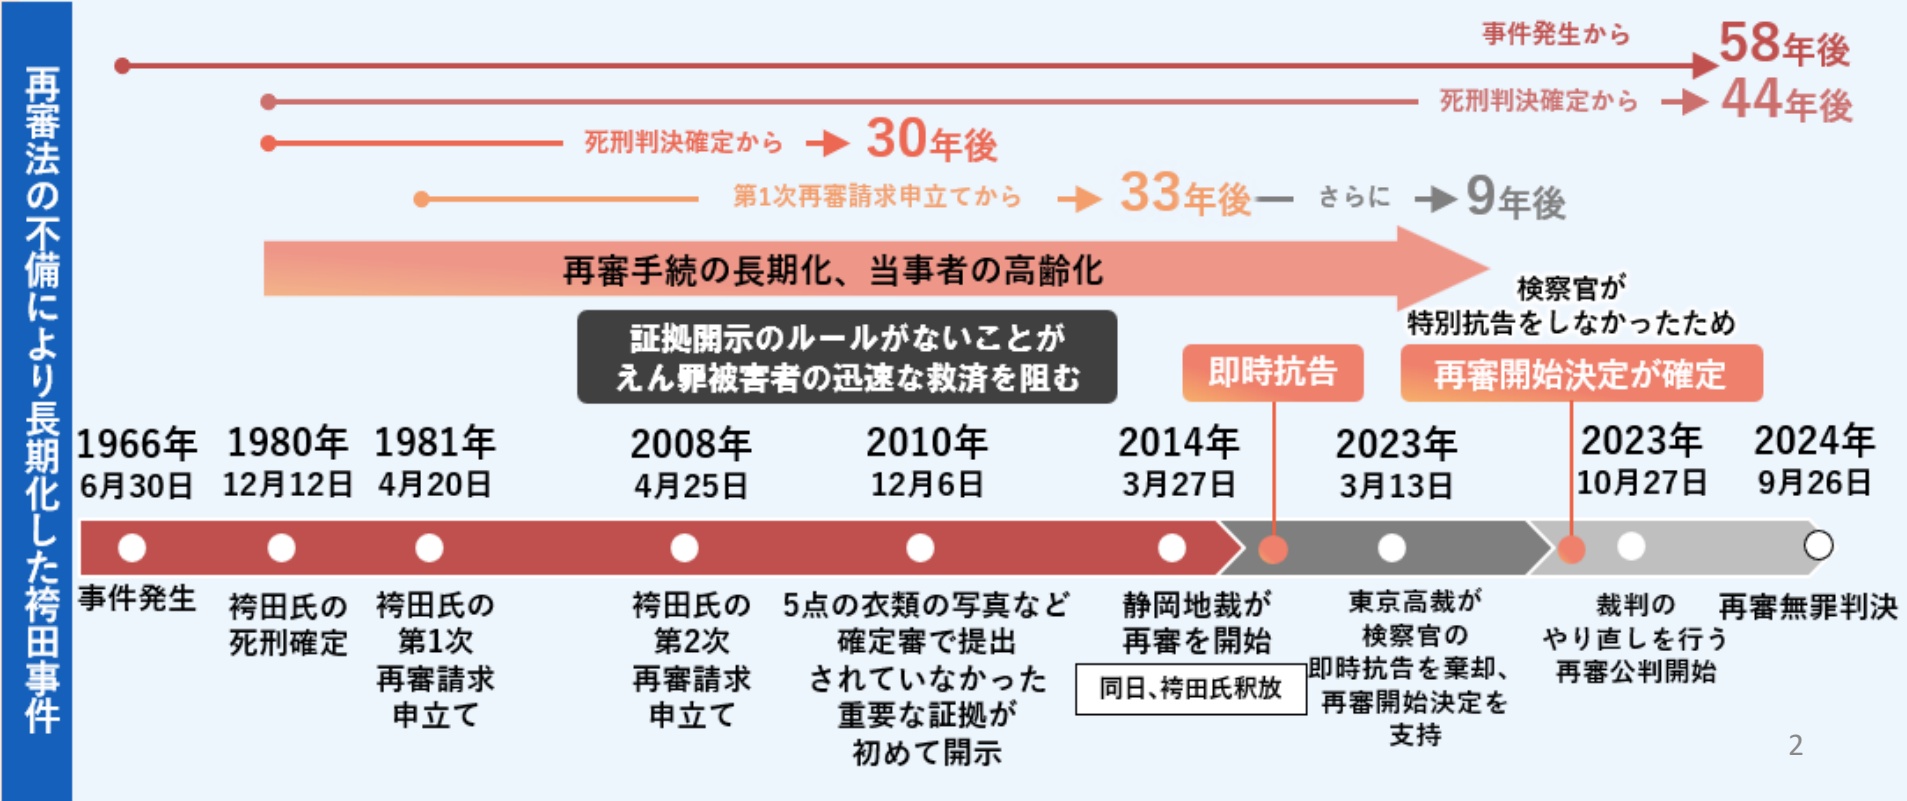 再審法の不備により長期化した袴田事件
事件発生から
58年後
死刑判決確定から
44年後
死刑判決確定から
30年後
第1次再審請求申立てから
33年後
さらに
9年後
再審手続の長期化、当事者の高齢化
証拠開示のルールがないことが
えん罪被害者の迅速な救済を阻む
即時抗告
検察官が
特別抗告をしなかったため
再審開始決定が確定
1966年
6月30日
事件発生
1980年
12月12日
袴田氏の
死刑確定
1981年
4月20日
袴田氏の
第1次
再審請求
申立て
2008年
4月25日
袴田氏の
第2次
再審請求
申立て
2010年
12月6日
5点の衣類の写真など
確定審で提出
されていなかった
重要な証拠が
初めて開示
2014年
3月27日
静岡地裁が
再審を開始
同日、袴田氏釈放
2023年
3月13日
東京高裁が
検察官の
即時抗告を棄却、
再審開始決定を
支持
2023年
10月27日
裁判の
やり直しを行う
再審公判開始
2024年
9月26日
再審無罪判決
2